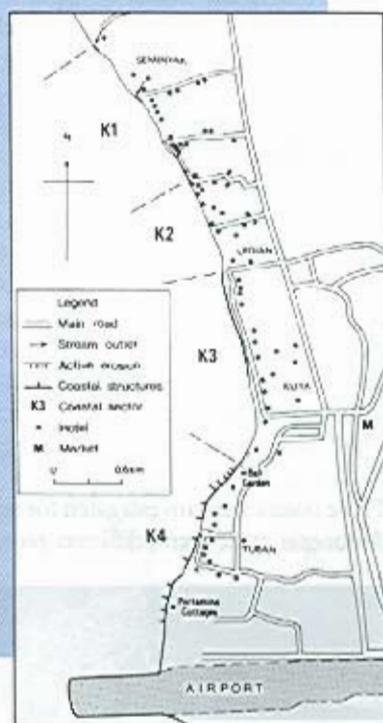 SEMINYAK
K1
K2
LEGIAN
Legend
Main road
Stream outlet
Active erosion
Coastal structures
K3 Coastal sector
Hotel
M Market
0 0.6km
K3
KUTA
M
Bali
Garden
K4
TUBAN
Pertamina
Cottages
AIRPORT